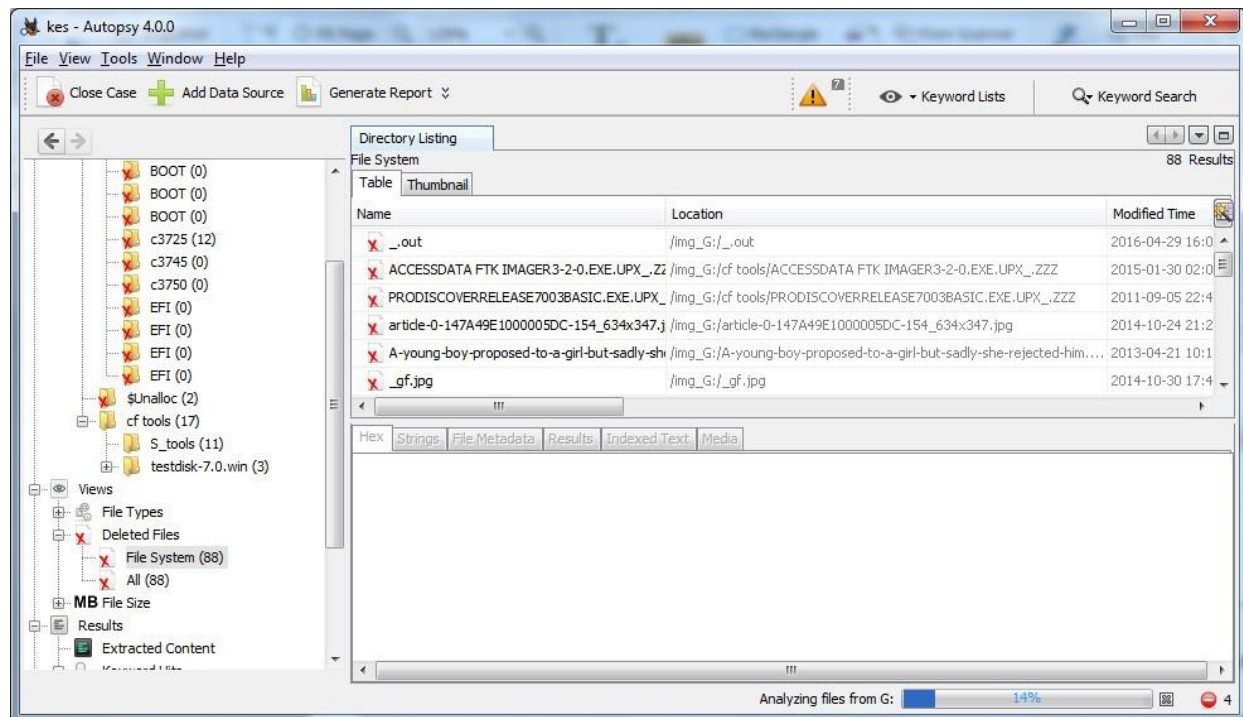 kes - Autopsy 4.0.0
File View Tools Window Help
Close Case Add Data Source Generate Report 7 Keyword Lists Keyword Search
BOOT (0)
BOOT (0)
BOOT (0)
c3725 (12)
c3745 (0)
c3750 (0)
EFI (0)
EFI (0)
EFI (0)
EFI (0)
$Unalloc (2)
cf tools (17)
S_tools (11)
testdisk-7.0.win (3)
Views
File Types
Deleted Files
File System (88)
All (88)
MB File Size
Results
Extracted Content
Directory Listing
File System 88 Results
Table Thumbnail
Name Location Modified Time
_.out /img_G:/_.out 2016-04-29 16:0
ACCESSDATA FTK IMAGER3-2-0.EXE.UPX_.ZZ /img_G:/cf tools/ACCESSDATA FTK IMAGER3-2-0.EXE.UPX_.ZZZ 2015-01-30 02:0
PRODISCOVERRELEASE7003BASIC.EXE.UPX_ /img_G:/cf tools/PRODISCOVERRELEASE7003BASIC.EXE.UPX_.ZZZ 2011-09-05 22:4
article-0-147A49E1000005DC-154_634x347.j /img_G:/article-0-147A49E1000005DC-154_634x347.jpg 2014-10-24 21:2
A-young-boy-proposed-to-a-girl-but-sadly-sh /img_G:/A-young-boy-proposed-to-a-girl-but-sadly-she-rejected-him.... 2013-04-21 10:1
_gf.jpg /img_G:/_gf.jpg 2014-10-30 17:4
Hex Strings File Metadata Results Indexed Text Media
Analyzing files from G: 14% 4